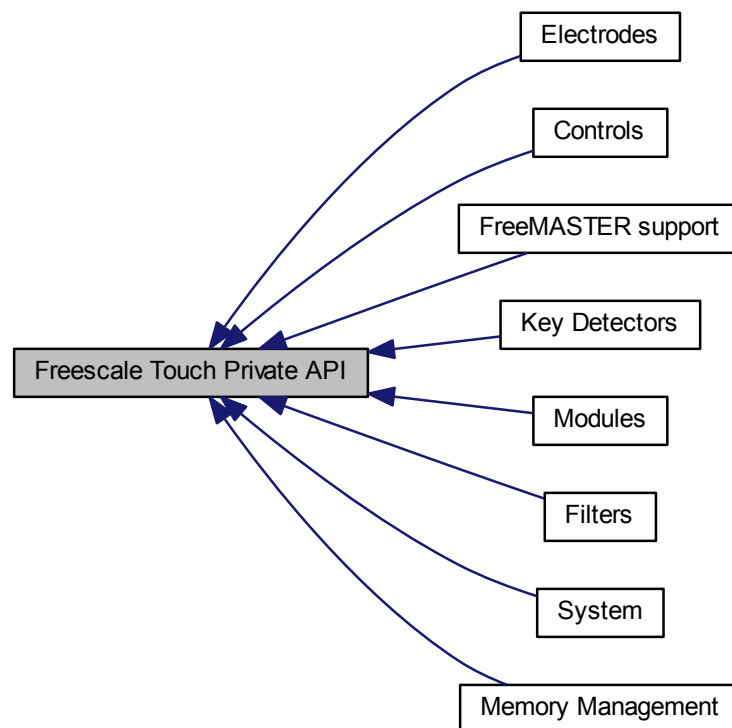 Electrodes
Controls
FreeMASTER support
Key Detectors
Freescale Touch Private API
Modules
Filters
System
Memory Management